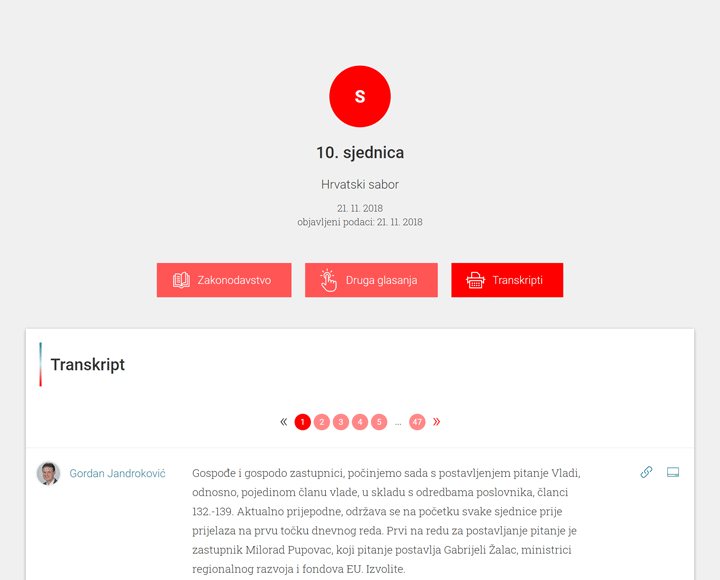 S
10. sjednica
Hrvatski sabor
21. 11. 2018
objavljeni podaci: 21. 11. 2018
Zakonodavstvo
Druga glasanja
Transkripti
Transkript
« 1 2 3 4 5 ... 47 »
Gordan Jandroković
Gospođe i gospodo zastupnici, počinjemo sada s postavljenjem pitanje Vladi,
odnosno, pojedinom članu vlade, u skladu s odredbama poslovnika, članci
132.-139. Aktualno prijepodne, održava se na početku svake sjednice prije
prijelaza na prvu točku dnevnog reda. Prvi na redu za postavljanje pitanje je
zastupnik Milorad Pupovac, koji pitanje postavlja Gabrijeli Žalac, ministrici
regionalnog razvoja i fondova EU. Izvolite.